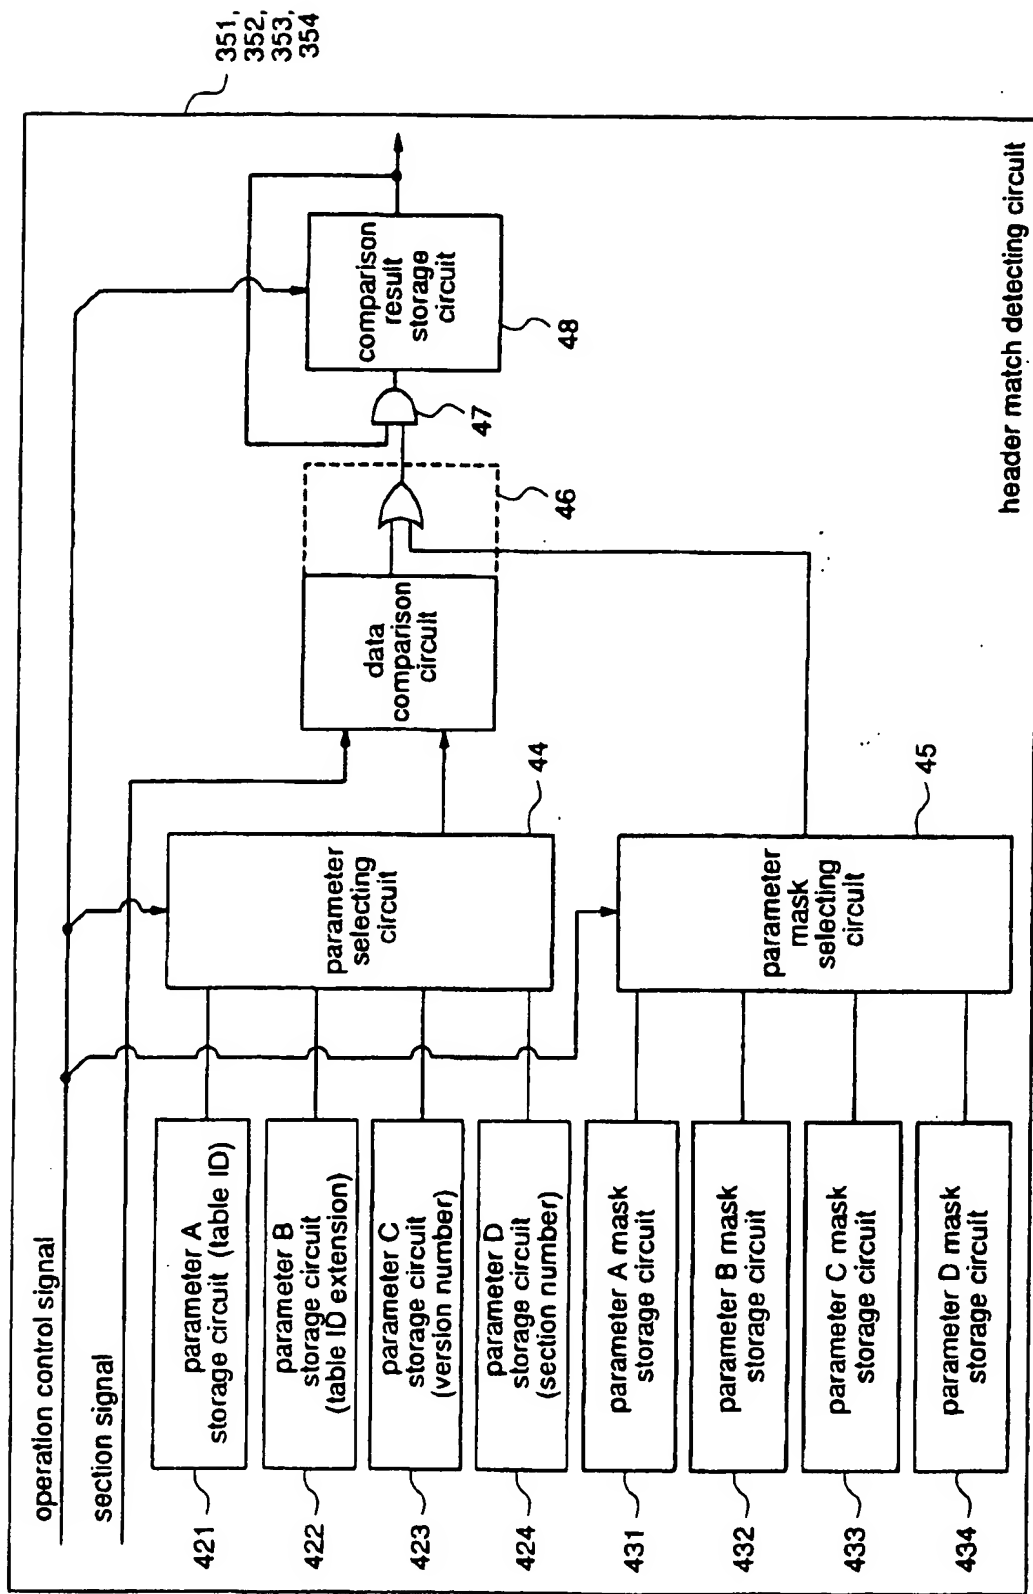 351,
352,
353,
354
operation control signal
section signal
421
parameter A
storage circuit (table ID)
422
parameter B
storage circuit
(table ID extension)
423
parameter C
storage circuit
(version number)
424
parameter D
storage circuit
(section number)
431
parameter A mask
storage circuit
432
parameter B mask
storage circuit
433
parameter C mask
storage circuit
434
parameter D mask
storage circuit
parameter
selecting
circuit
44
parameter
mask
selecting
circuit
45
data
comparison
circuit
46
47
comparison
result
storage
circuit
48
header match detecting circuit